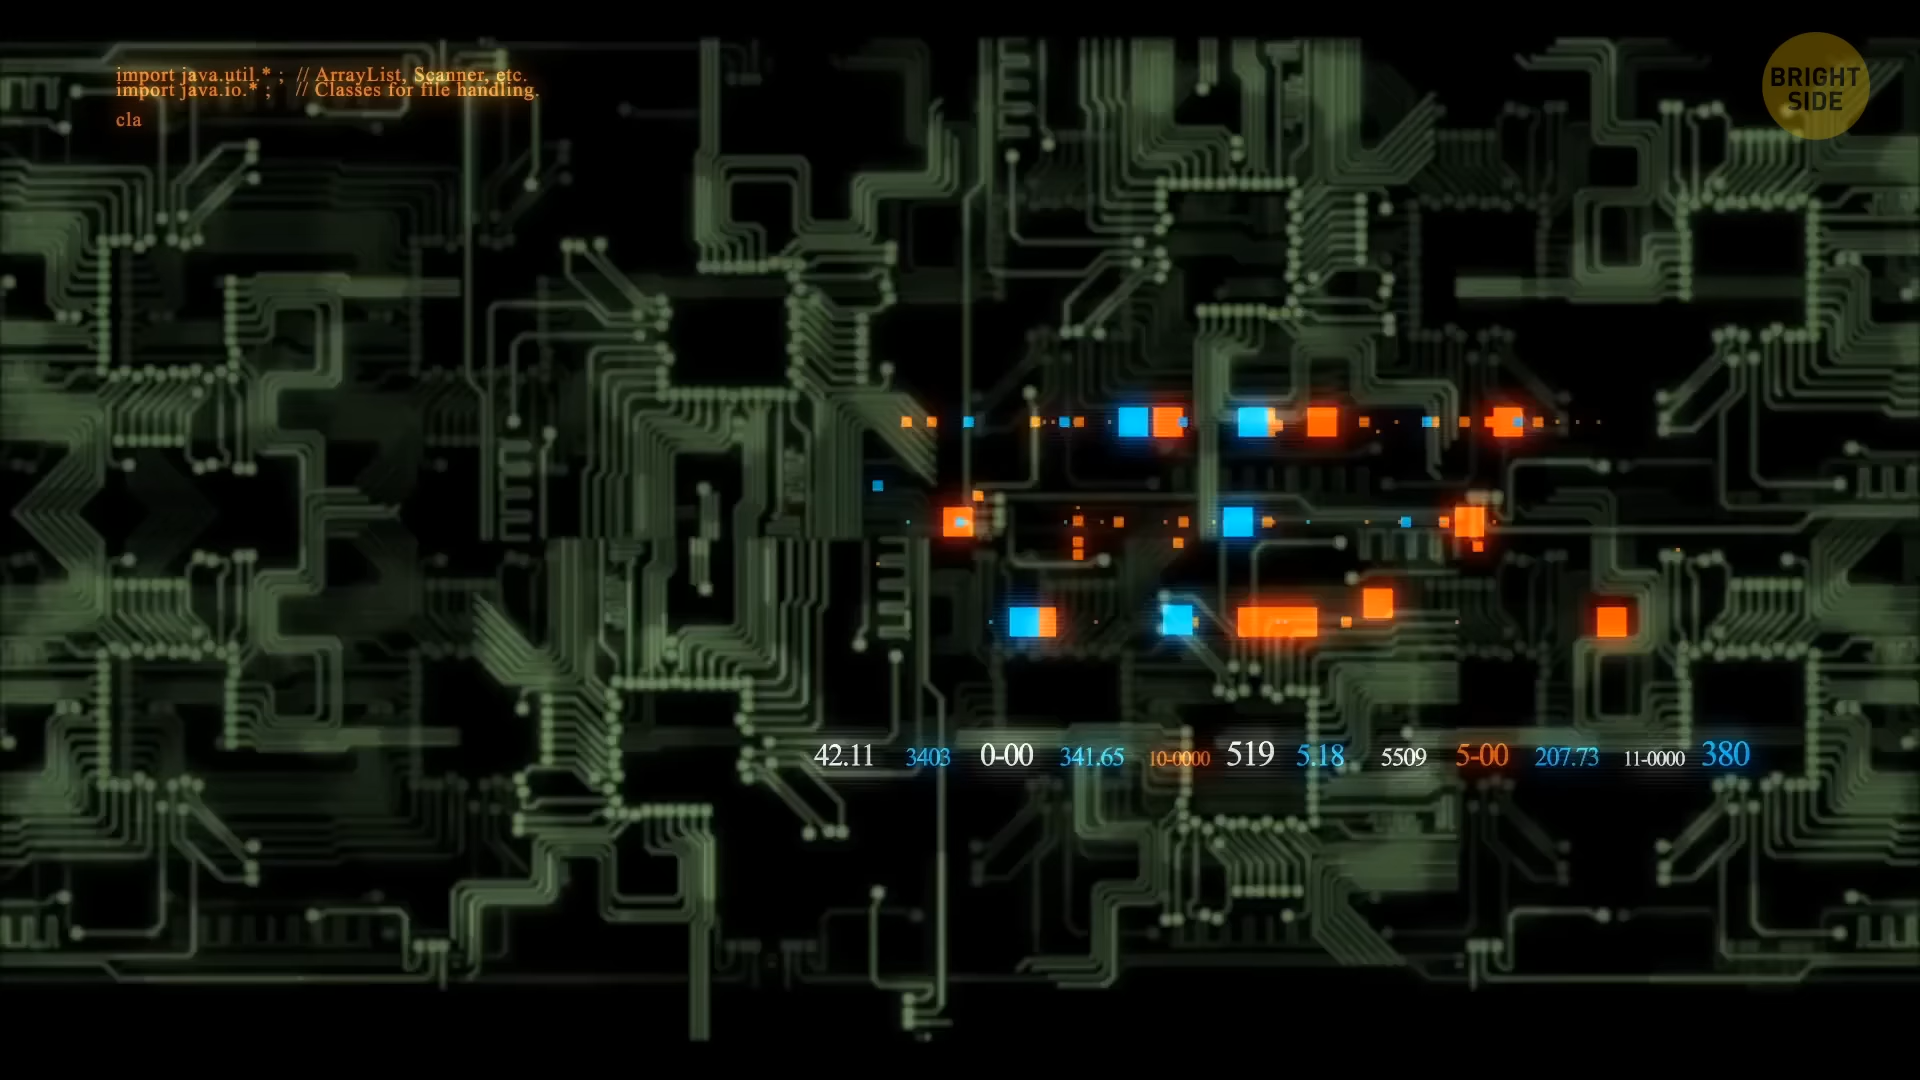 import java.util.* ;  // ArrayList, Scanner, etc.
import java.io.* ;  // Classes for file handling.
cla
BRIGHT
SIDE
42.11 3403 0-00 341.65 10-0000 519 5.18 5509 5-00 207.73 11-0000 380